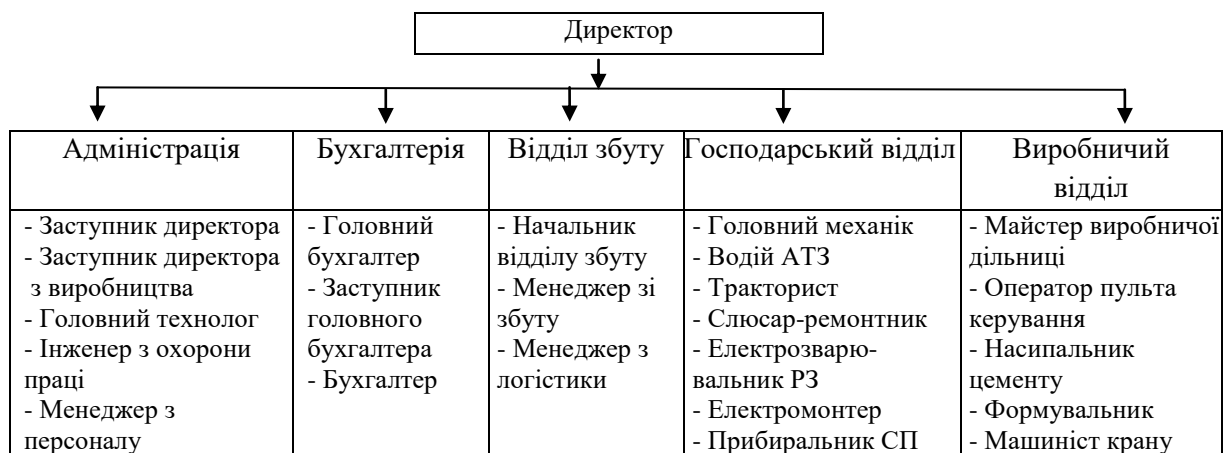 Директор
Адміністрація
- Заступник директора
- Заступник директора
з виробництва
- Головний технолог
- Інженер з охорони
праці
- Менеджер з
персоналу
Бухгалтерія
- Головний
бухгалтер
- Заступник
головного
бухгалтера
- Бухгалтер
Відділ збуту
- Начальник
відділу збуту
- Менеджер зі
збуту
- Менеджер з
логістики
Господарський відділ
- Головний механік
- Водій АТЗ
- Тракторист
- Слюсар-ремонтник
- Електрозварю-
вальник РЗ
- Електромонтер
- Прибиральник СП
Виробничий
відділ
- Майстер виробничої
дільниці
- Оператор пульта
керування
- Насипальник
цементу
- Формувальник
- Машиніст крану